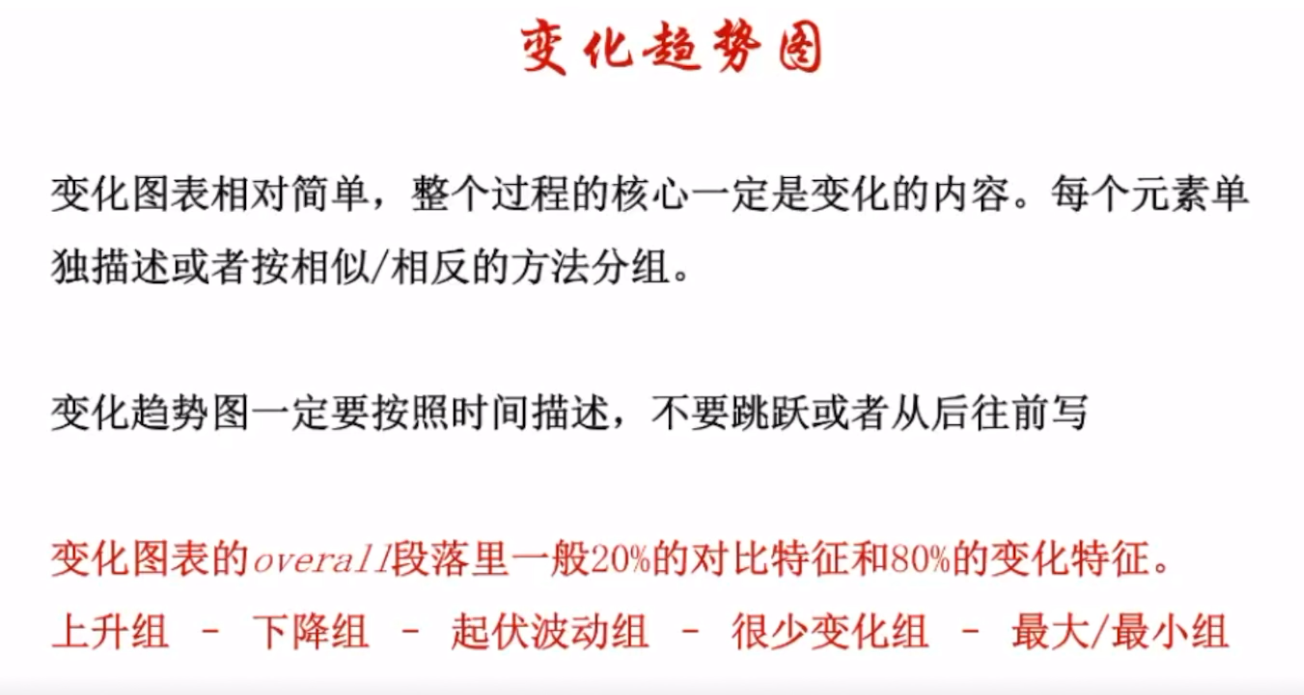 变化趋势图
变化图表相对简单，整个过程的核心一定是变化的内容。每个元素单
独描述或者按相似/相反的方法分组。
变化趋势图一定要按照时间描述，不要跳跃或者从后往前写
变化图表的overall段落里一般20%的对比特征和80%的变化特征。
上升组 - 下降组 - 起伏波动组 - 很少变化组 - 最大/最小组